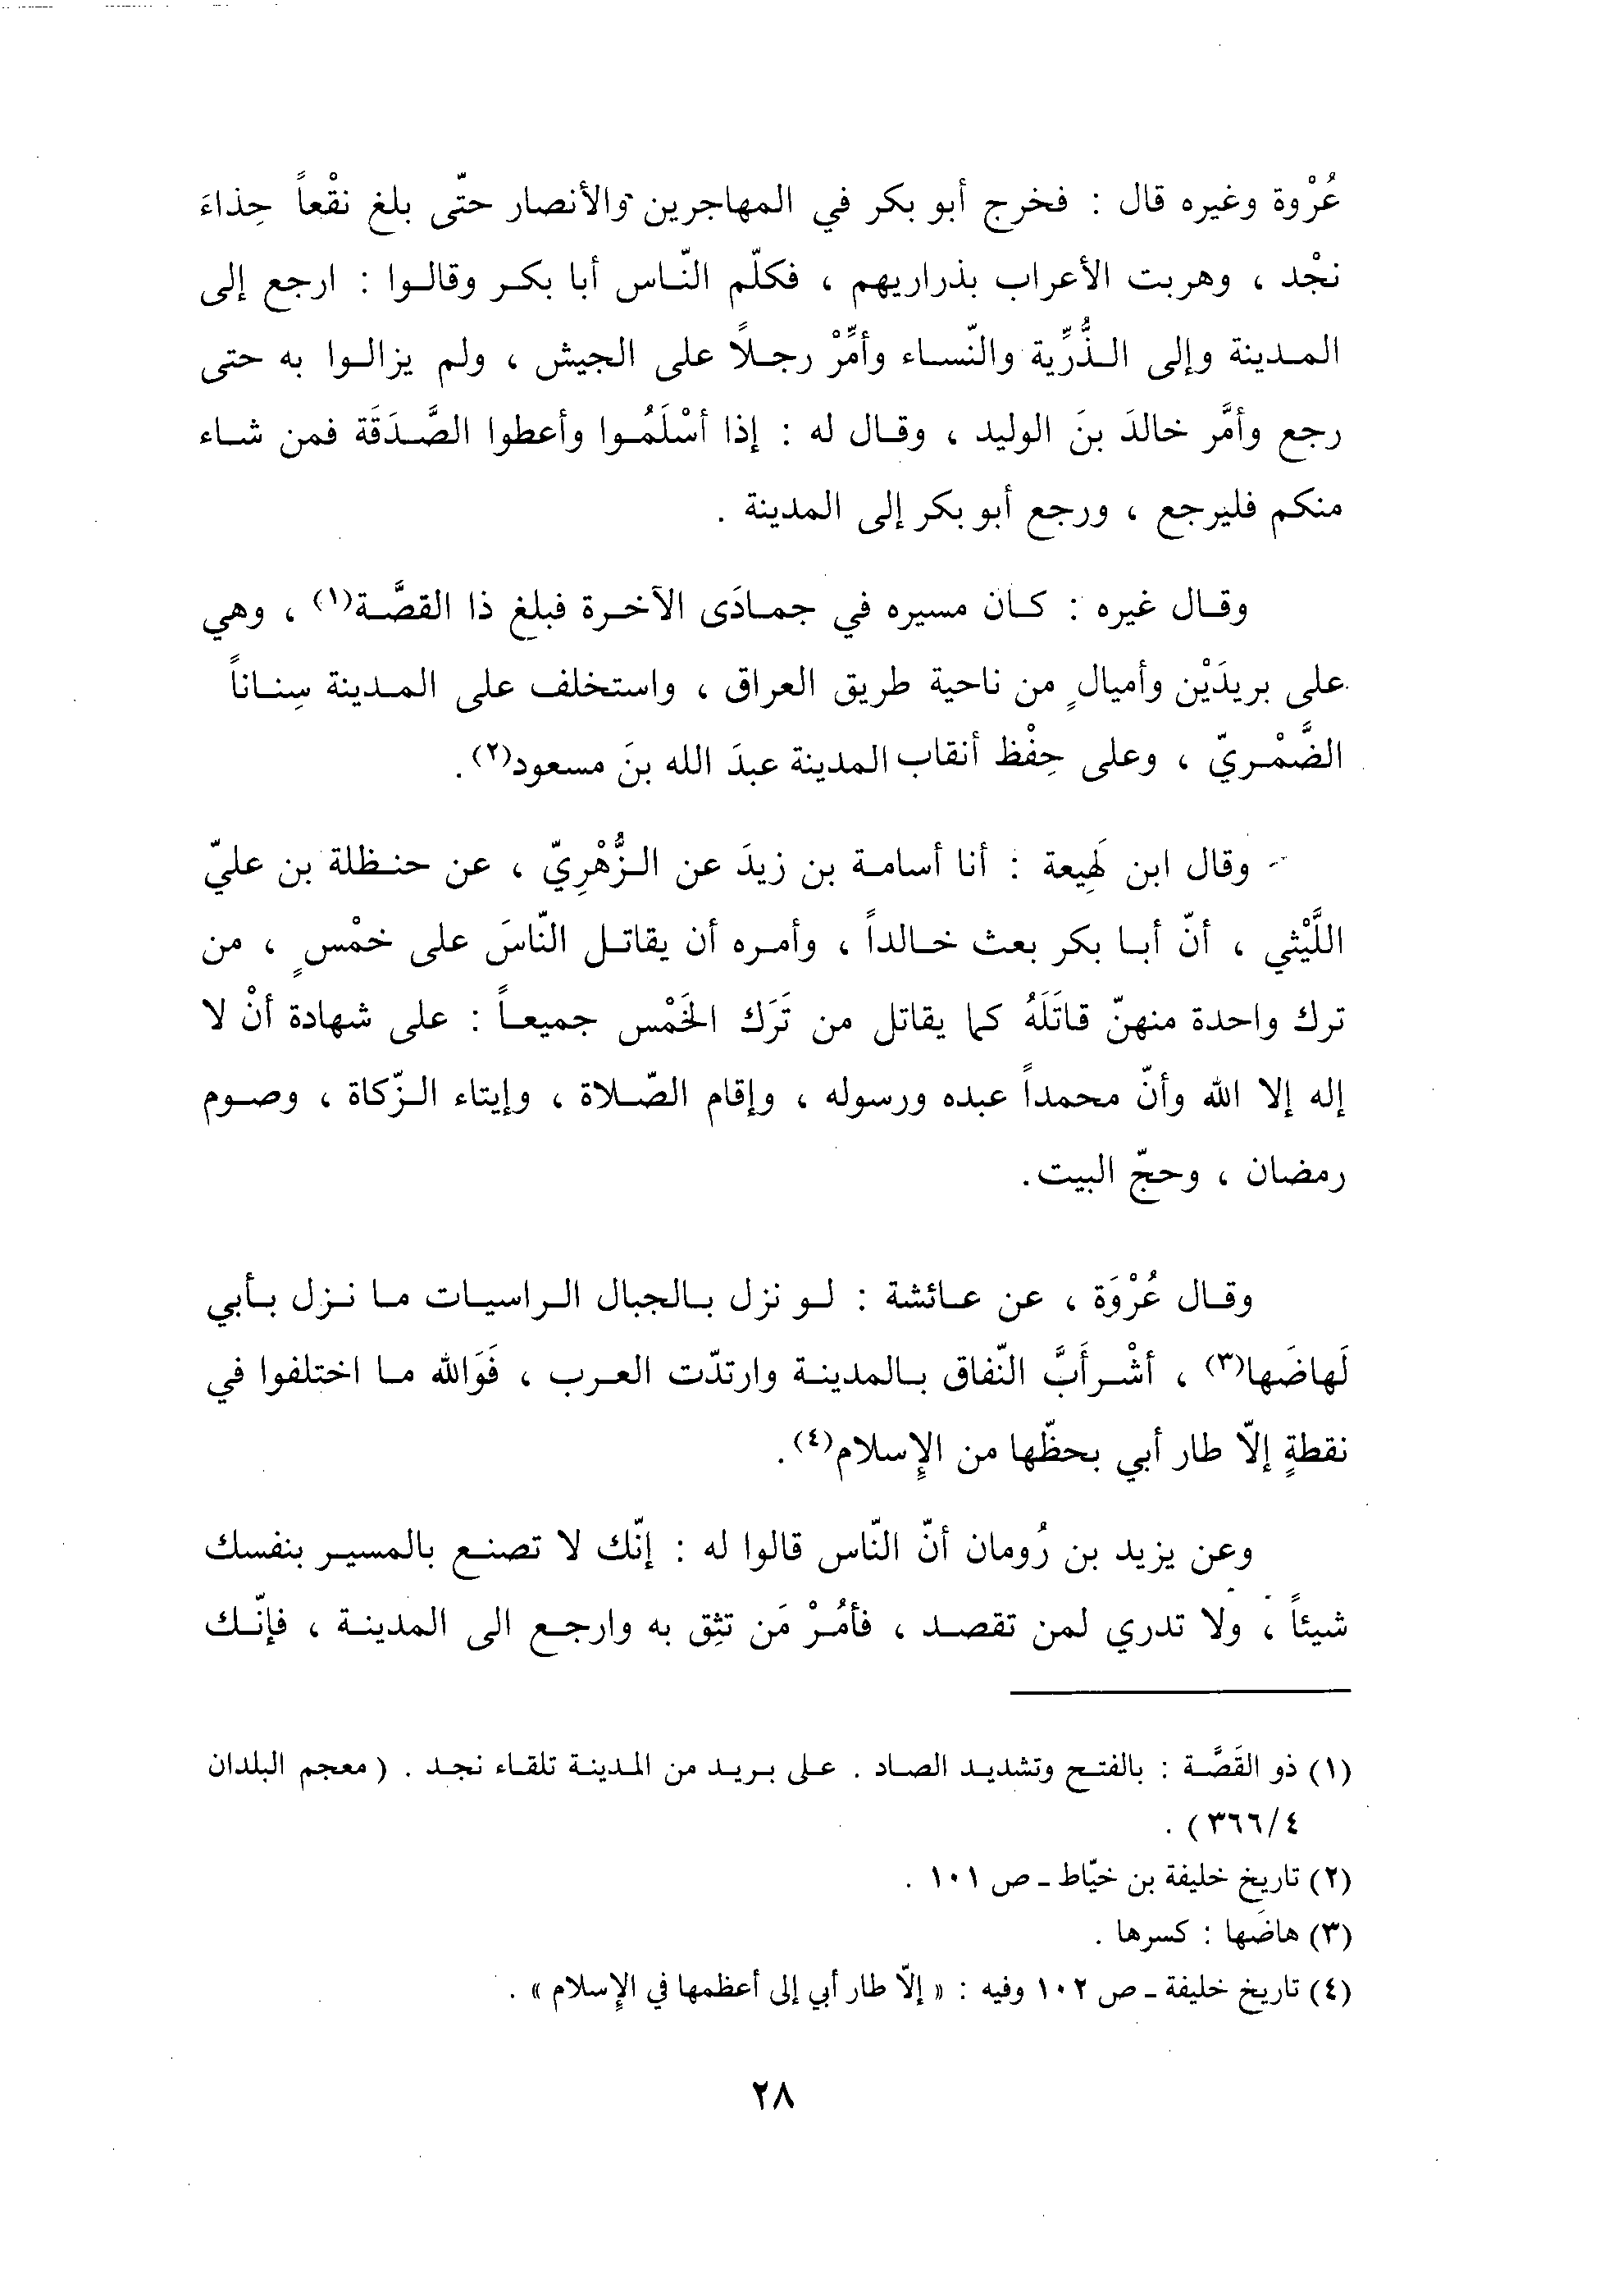 عُرْوة وغيره قال : فخرج أبو بكر في المهاجرين والأنصار حتّى بلغ نقْعاً حِذاءَ
نجْد ، وهربت الأعراب بذراريهم ، فكلّم النّاس أبا بكر وقالوا : ارجع إلى
المدينة وإلى الذُّرِّية والنّساء وأمِّرْ رجلاً على الجيش ، ولم يزالوا به حتى
رجع وأمَّر خالدَ بنَ الوليد ، وقال له : إذا أسْلَمُوا وأعطوا الصَّدَقَة فمن شاء
منكم فليرجع ، ورجع أبو بكر إلى المدينة .
وقال غيره : كان مسيره في جمادَى الآخرة فبلغ ذا القصَّة(١) ، وهي
على بريدَيْن وأميالٍ من ناحية طريق العراق ، واستخلف على المدينة سِناناً
الضَّمْريّ ، وعلى حِفْظ أنقاب المدينة عبدَ الله بنَ مسعود(٢) .
وقال ابن لَهِيعة : أنا أسامة بن زيدَ عن الزُّهْرِيّ ، عن حنظلة بن عليّ
اللَّيْثي ، أنّ أبا بكر بعث خالداً ، وأمره أن يقاتل النّاسَ على خمْسٍ ، من
ترك واحدة منهنّ قاتَلَهُ كما يقاتل من تَرَك الخَمْس جميعاً : على شهادة أنْ لا
إله إلا الله وأنّ محمداً عبده ورسوله ، وإقام الصّلاة ، وإيتاء الزّكاة ، وصوم
رمضان ، وحجّ البيت .
وقال عُرْوَة ، عن عائشة : لو نزل بالجبال الراسيات ما نزل بأبي
لَهاضَها(٣) ، أشْرأَبَّ النّفاق بالمدينة وارتدّت العرب ، فَوَالله ما اختلفوا في
نقطةٍ إلاّ طار أبي بحظّها من الإسلام(٤) .
وعن يزيد بن رُومان أنّ النّاس قالوا له : إنّك لا تصنع بالمسير بنفسك
شيئاً ، ولا تدري لمن تقصد ، فأمُرْ مَن تثِق به وارجع الى المدينة ، فإنّك
(١) ذو القَصَّة : بالفتح وتشديد الصاد . على بريد من المدينة تلقاء نجد . ( معجم البلدان
٣٦٦/٤ ) .
(٢) تاريخ خليفة بن خيّاط ـ ص ١٠١ .
(٣) هاضَها : كسرها .
(٤) تاريخ خليفة ـ ص ١٠٢ وفيه : « إلاّ طار أبي إلى أعظمها في الإسلام » .
٢٨